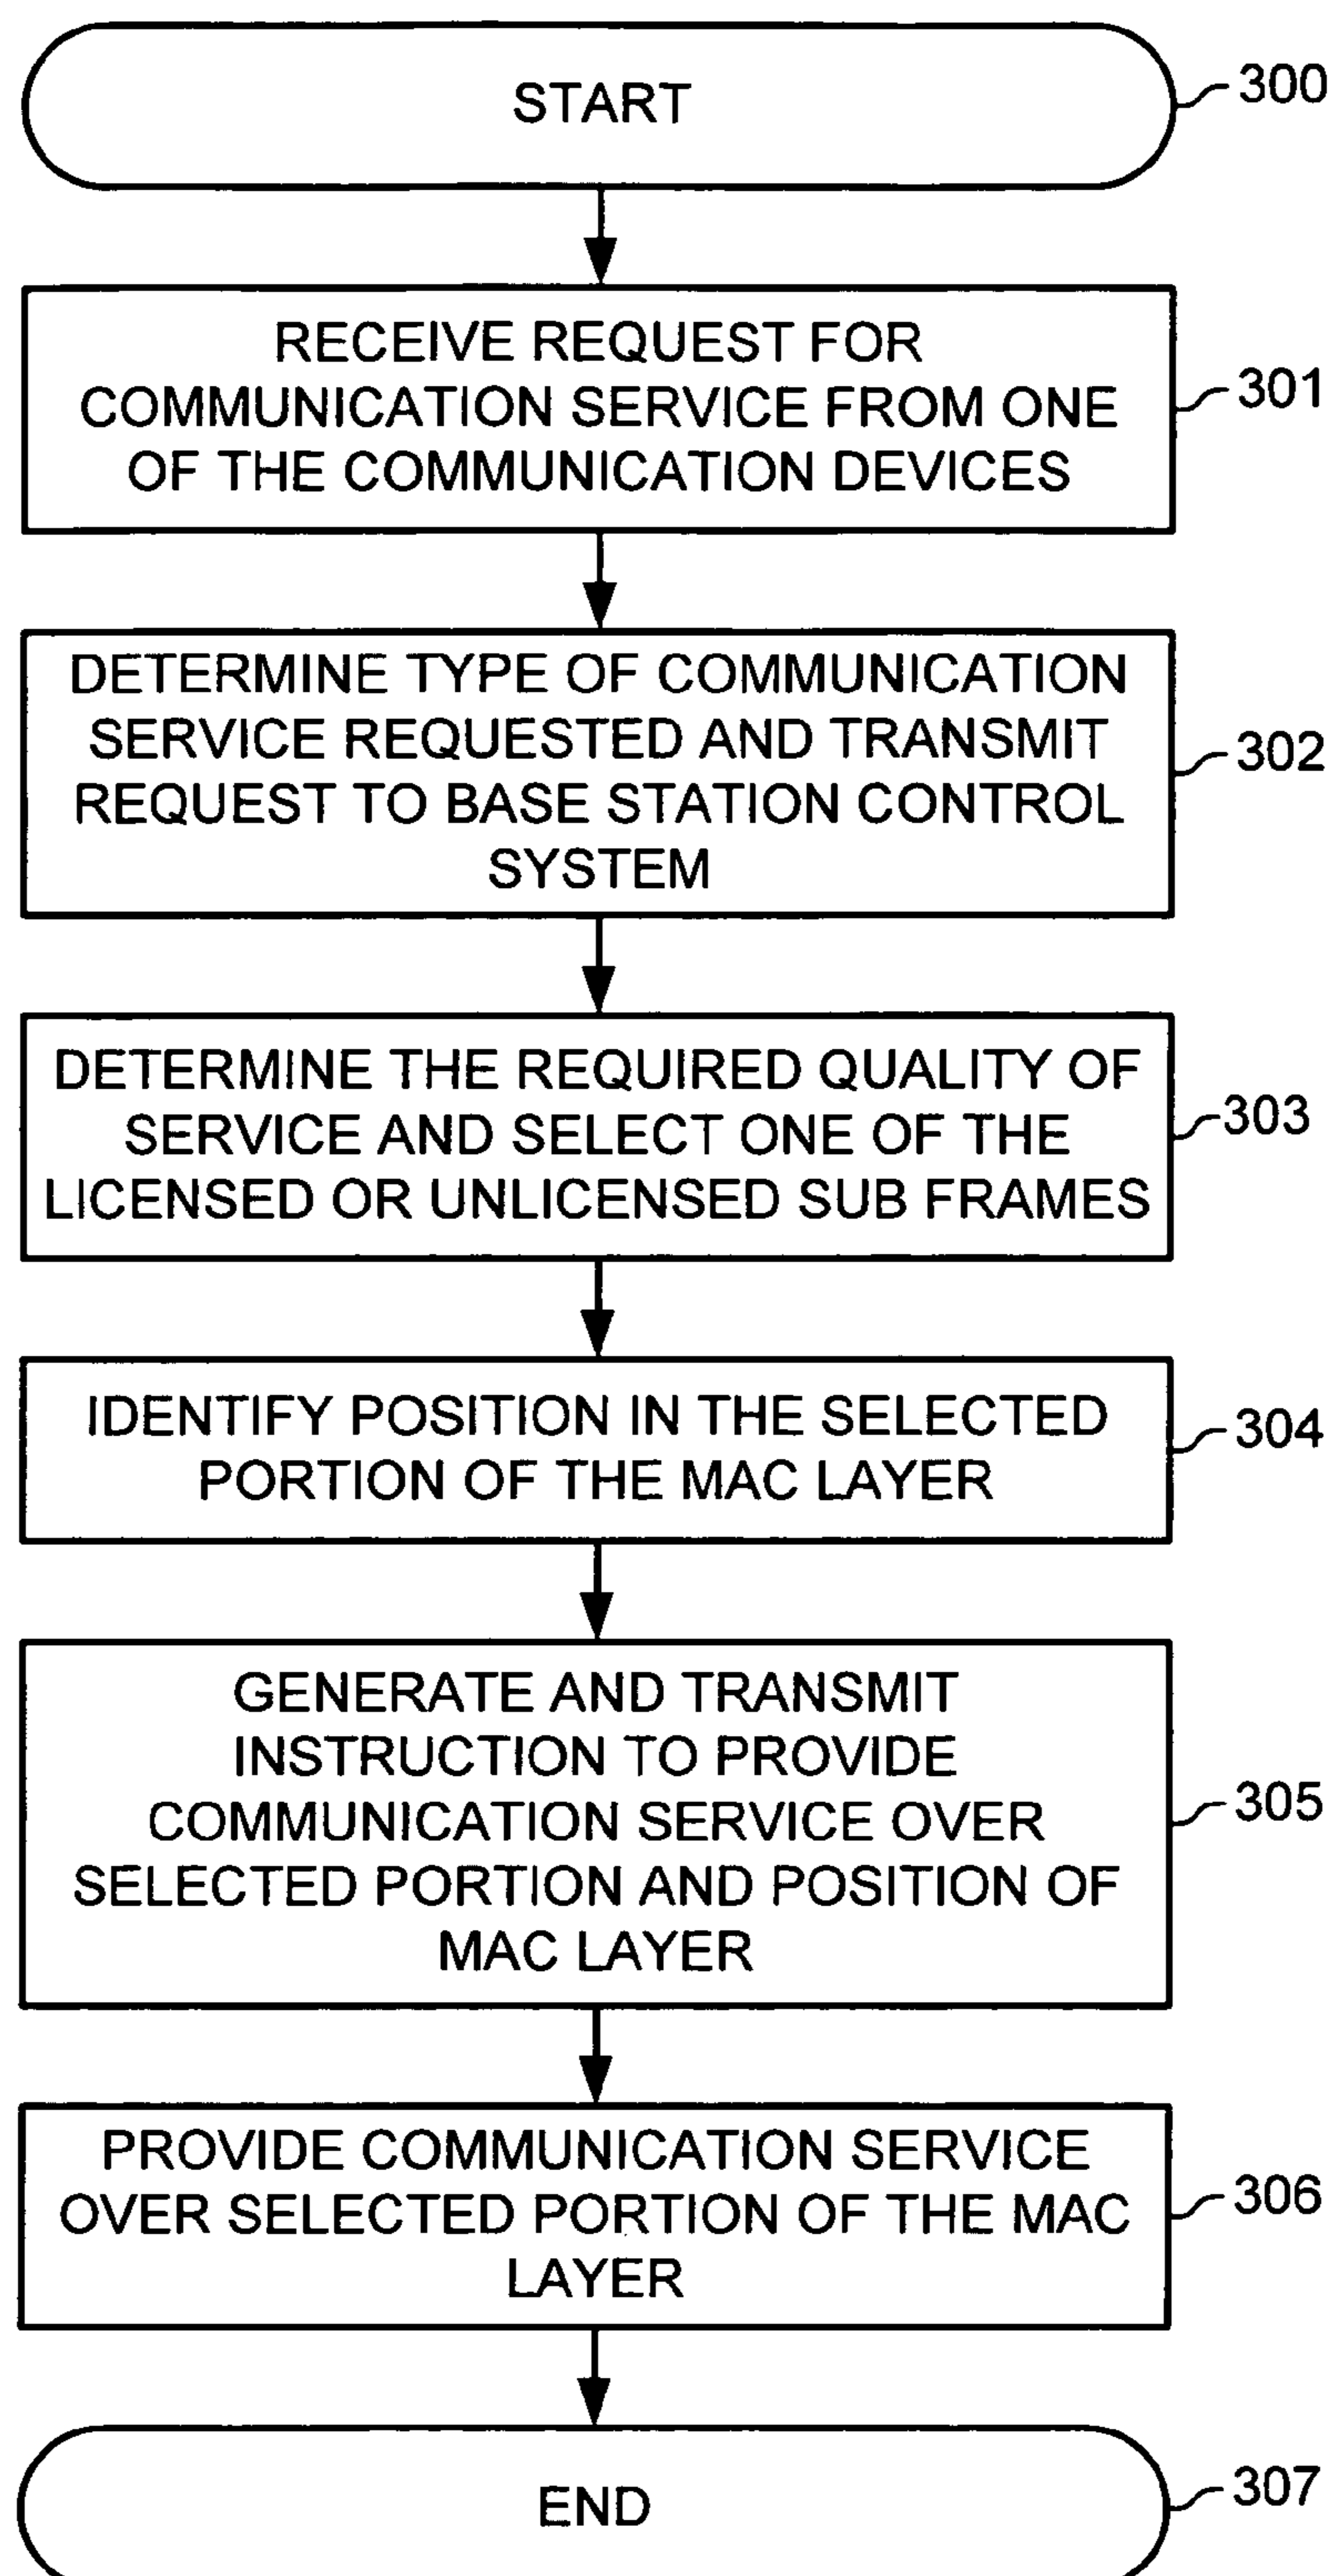 START
300
RECEIVE REQUEST FOR
COMMUNICATION SERVICE FROM ONE
OF THE COMMUNICATION DEVICES
301
DETERMINE TYPE OF COMMUNICATION
SERVICE REQUESTED AND TRANSMIT
REQUEST TO BASE STATION CONTROL
SYSTEM
302
DETERMINE THE REQUIRED QUALITY OF
SERVICE AND SELECT ONE OF THE
LICENSED OR UNLICENSED SUB FRAMES
303
IDENTIFY POSITION IN THE SELECTED
PORTION OF THE MAC LAYER
304
GENERATE AND TRANSMIT
INSTRUCTION TO PROVIDE
COMMUNICATION SERVICE OVER
SELECTED PORTION AND POSITION OF
MAC LAYER
305
PROVIDE COMMUNICATION SERVICE
OVER SELECTED PORTION OF THE MAC
LAYER
306
END
307